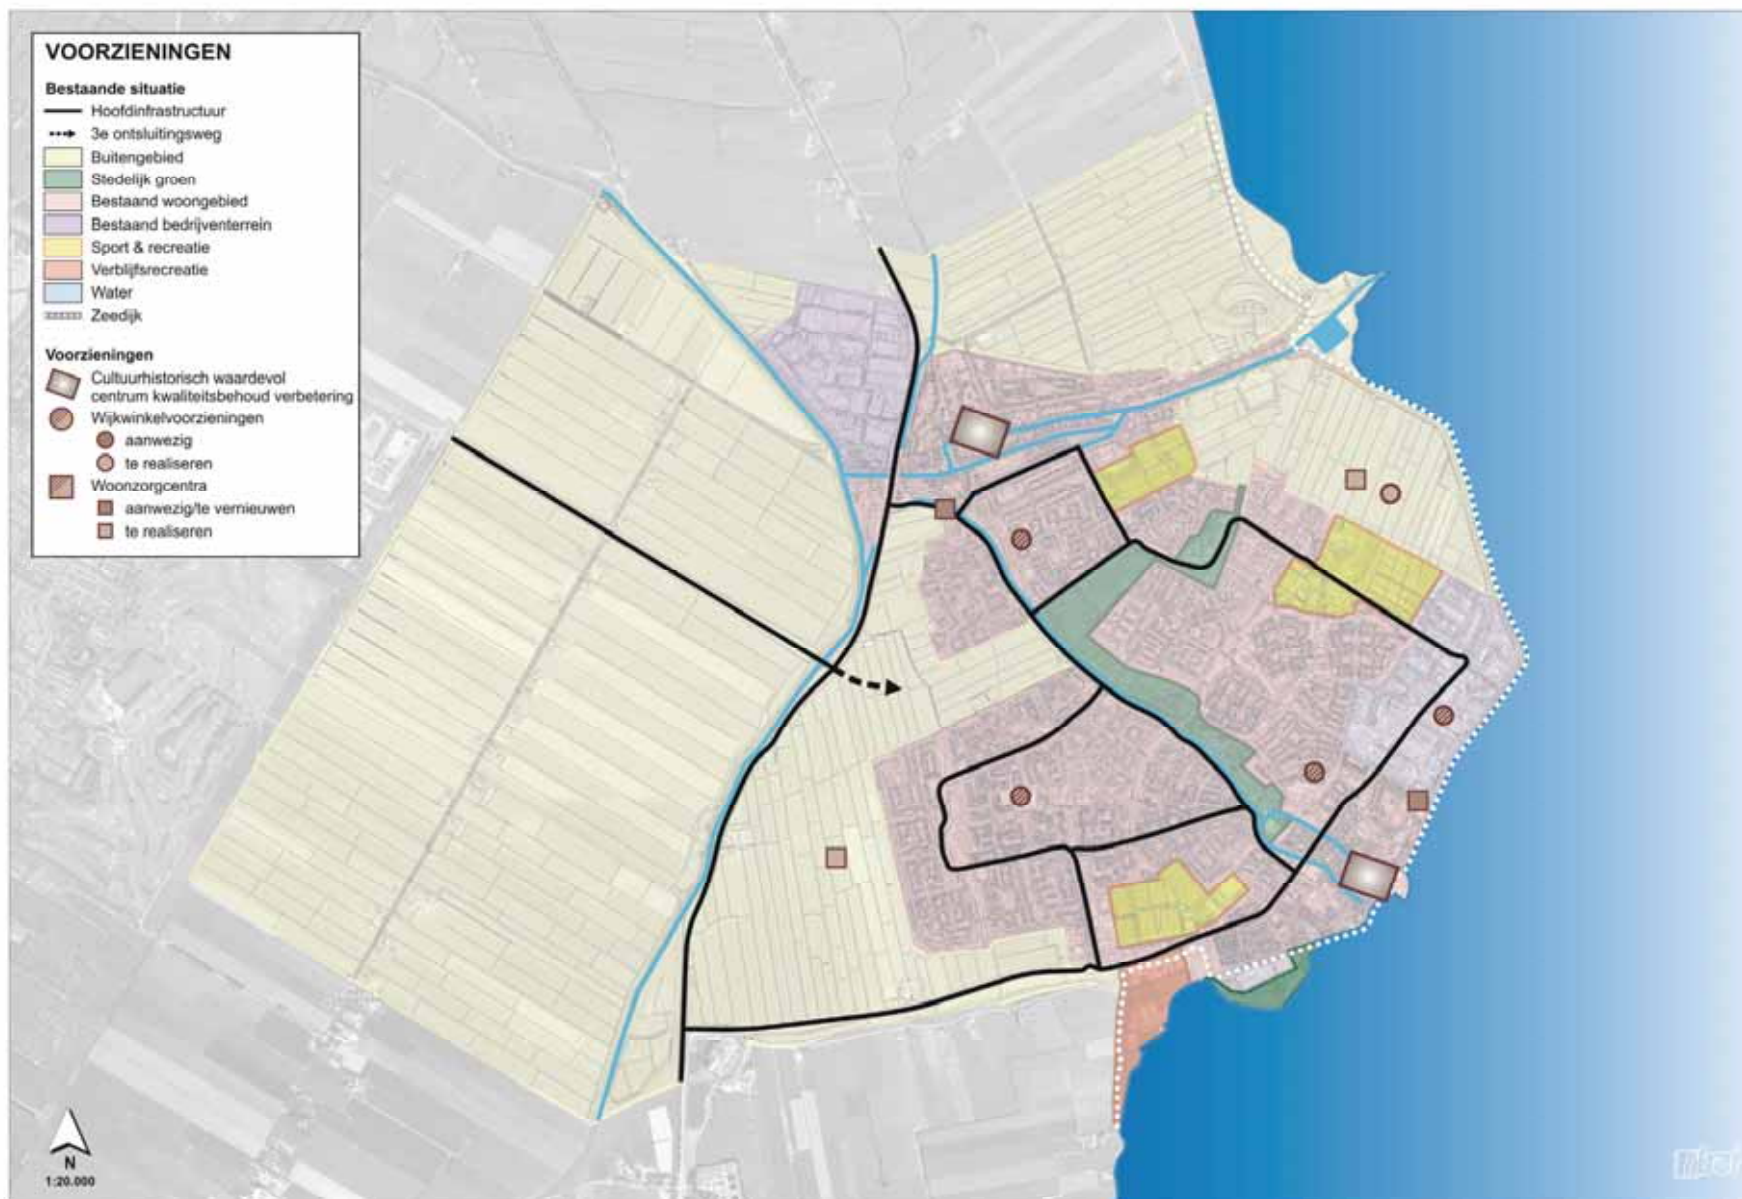 VOORZIENINGEN
Bestaande situatie
Hoofdinfrastructuur
3e ontsluitingsweg
Buitengebied
Stedelijk groen
Bestaand woongebied
Bestaand bedrijventerrein
Sport & recreatie
Verblijfsrecreatie
Water
Zeedijk
Voorzieningen
Cultuurhistorisch waardevol
centrum kwaliteitsbehoud verbetering
Wijkwinkelvoorzieningen
aanwezig
te realiseren
Woonzorgcentra
aanwezig/te vernieuwen
te realiseren
N
1:20.000